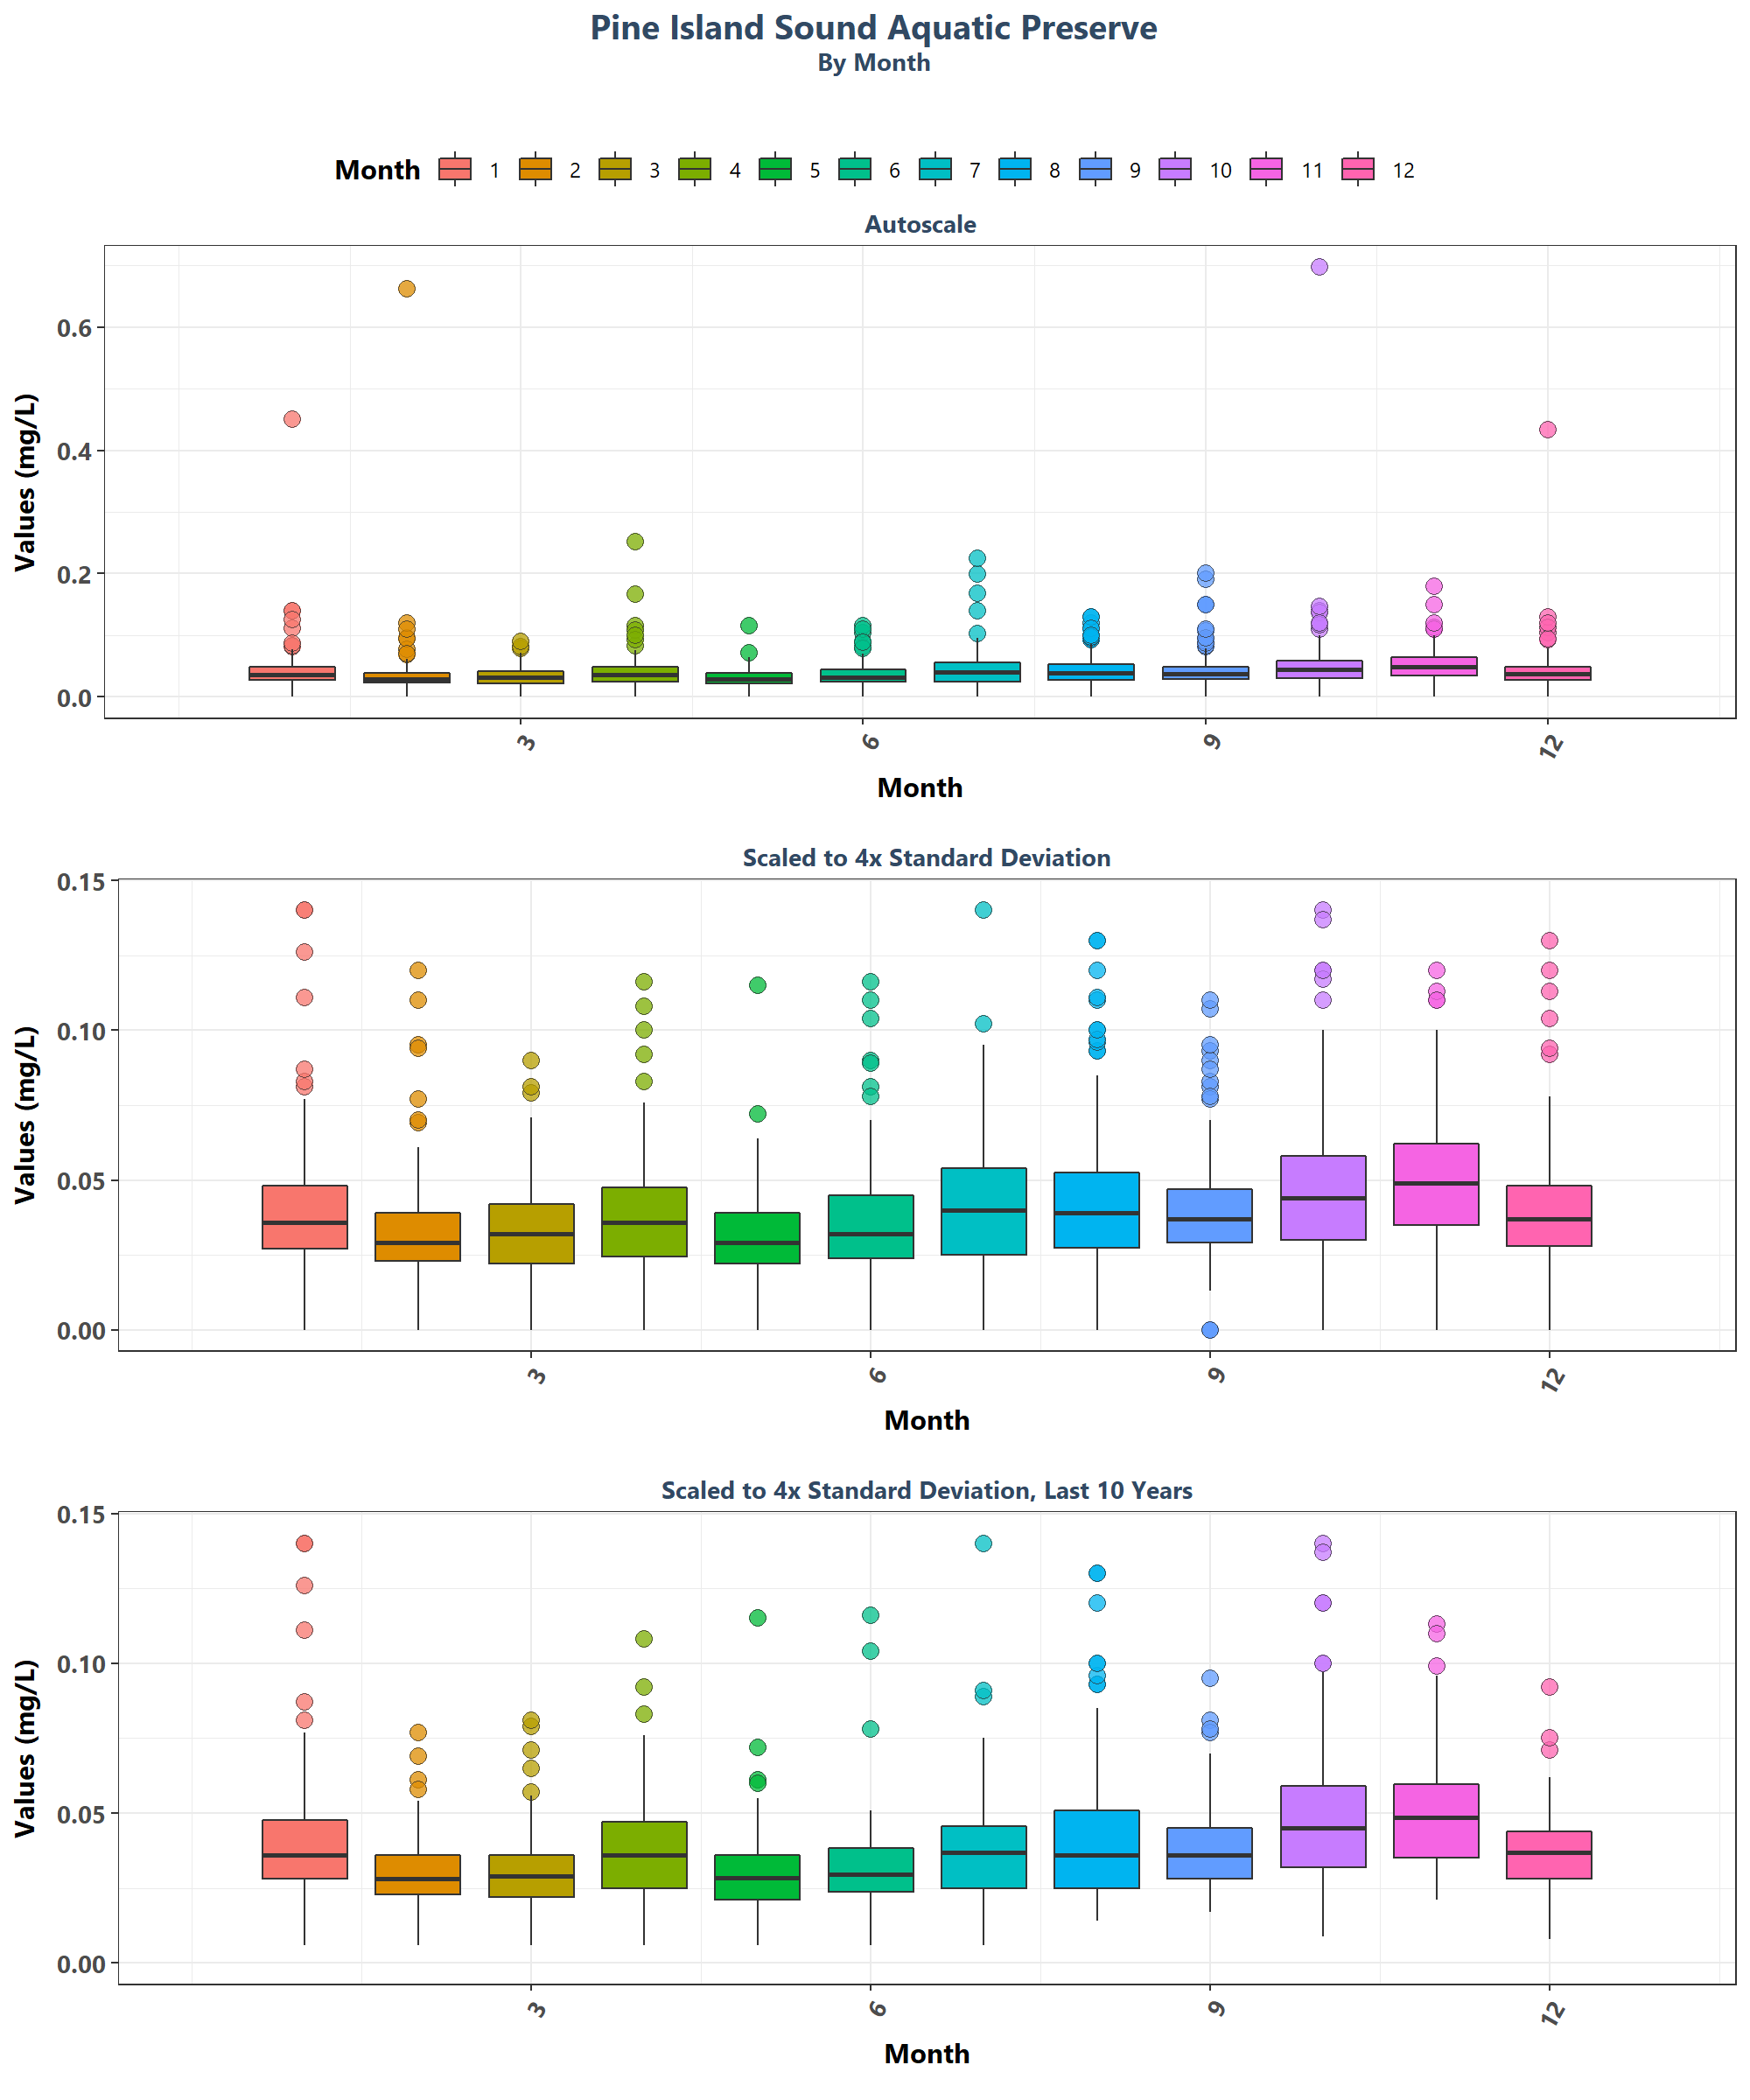 Pine Island Sound Aquatic Preserve
By Month
Month 1 2 3 4 5 6 7 8 9 10 11 12
Autoscale
Values (mg/L)
0.6
0.4
0.2
0.0
3 6 9 12
Month
Scaled to 4x Standard Deviation
Values (mg/L)
0.15
0.10
0.05
0.00
3 6 9 12
Month
Scaled to 4x Standard Deviation, Last 10 Years
Values (mg/L)
0.15
0.10
0.05
0.00
3 6 9 12
Month